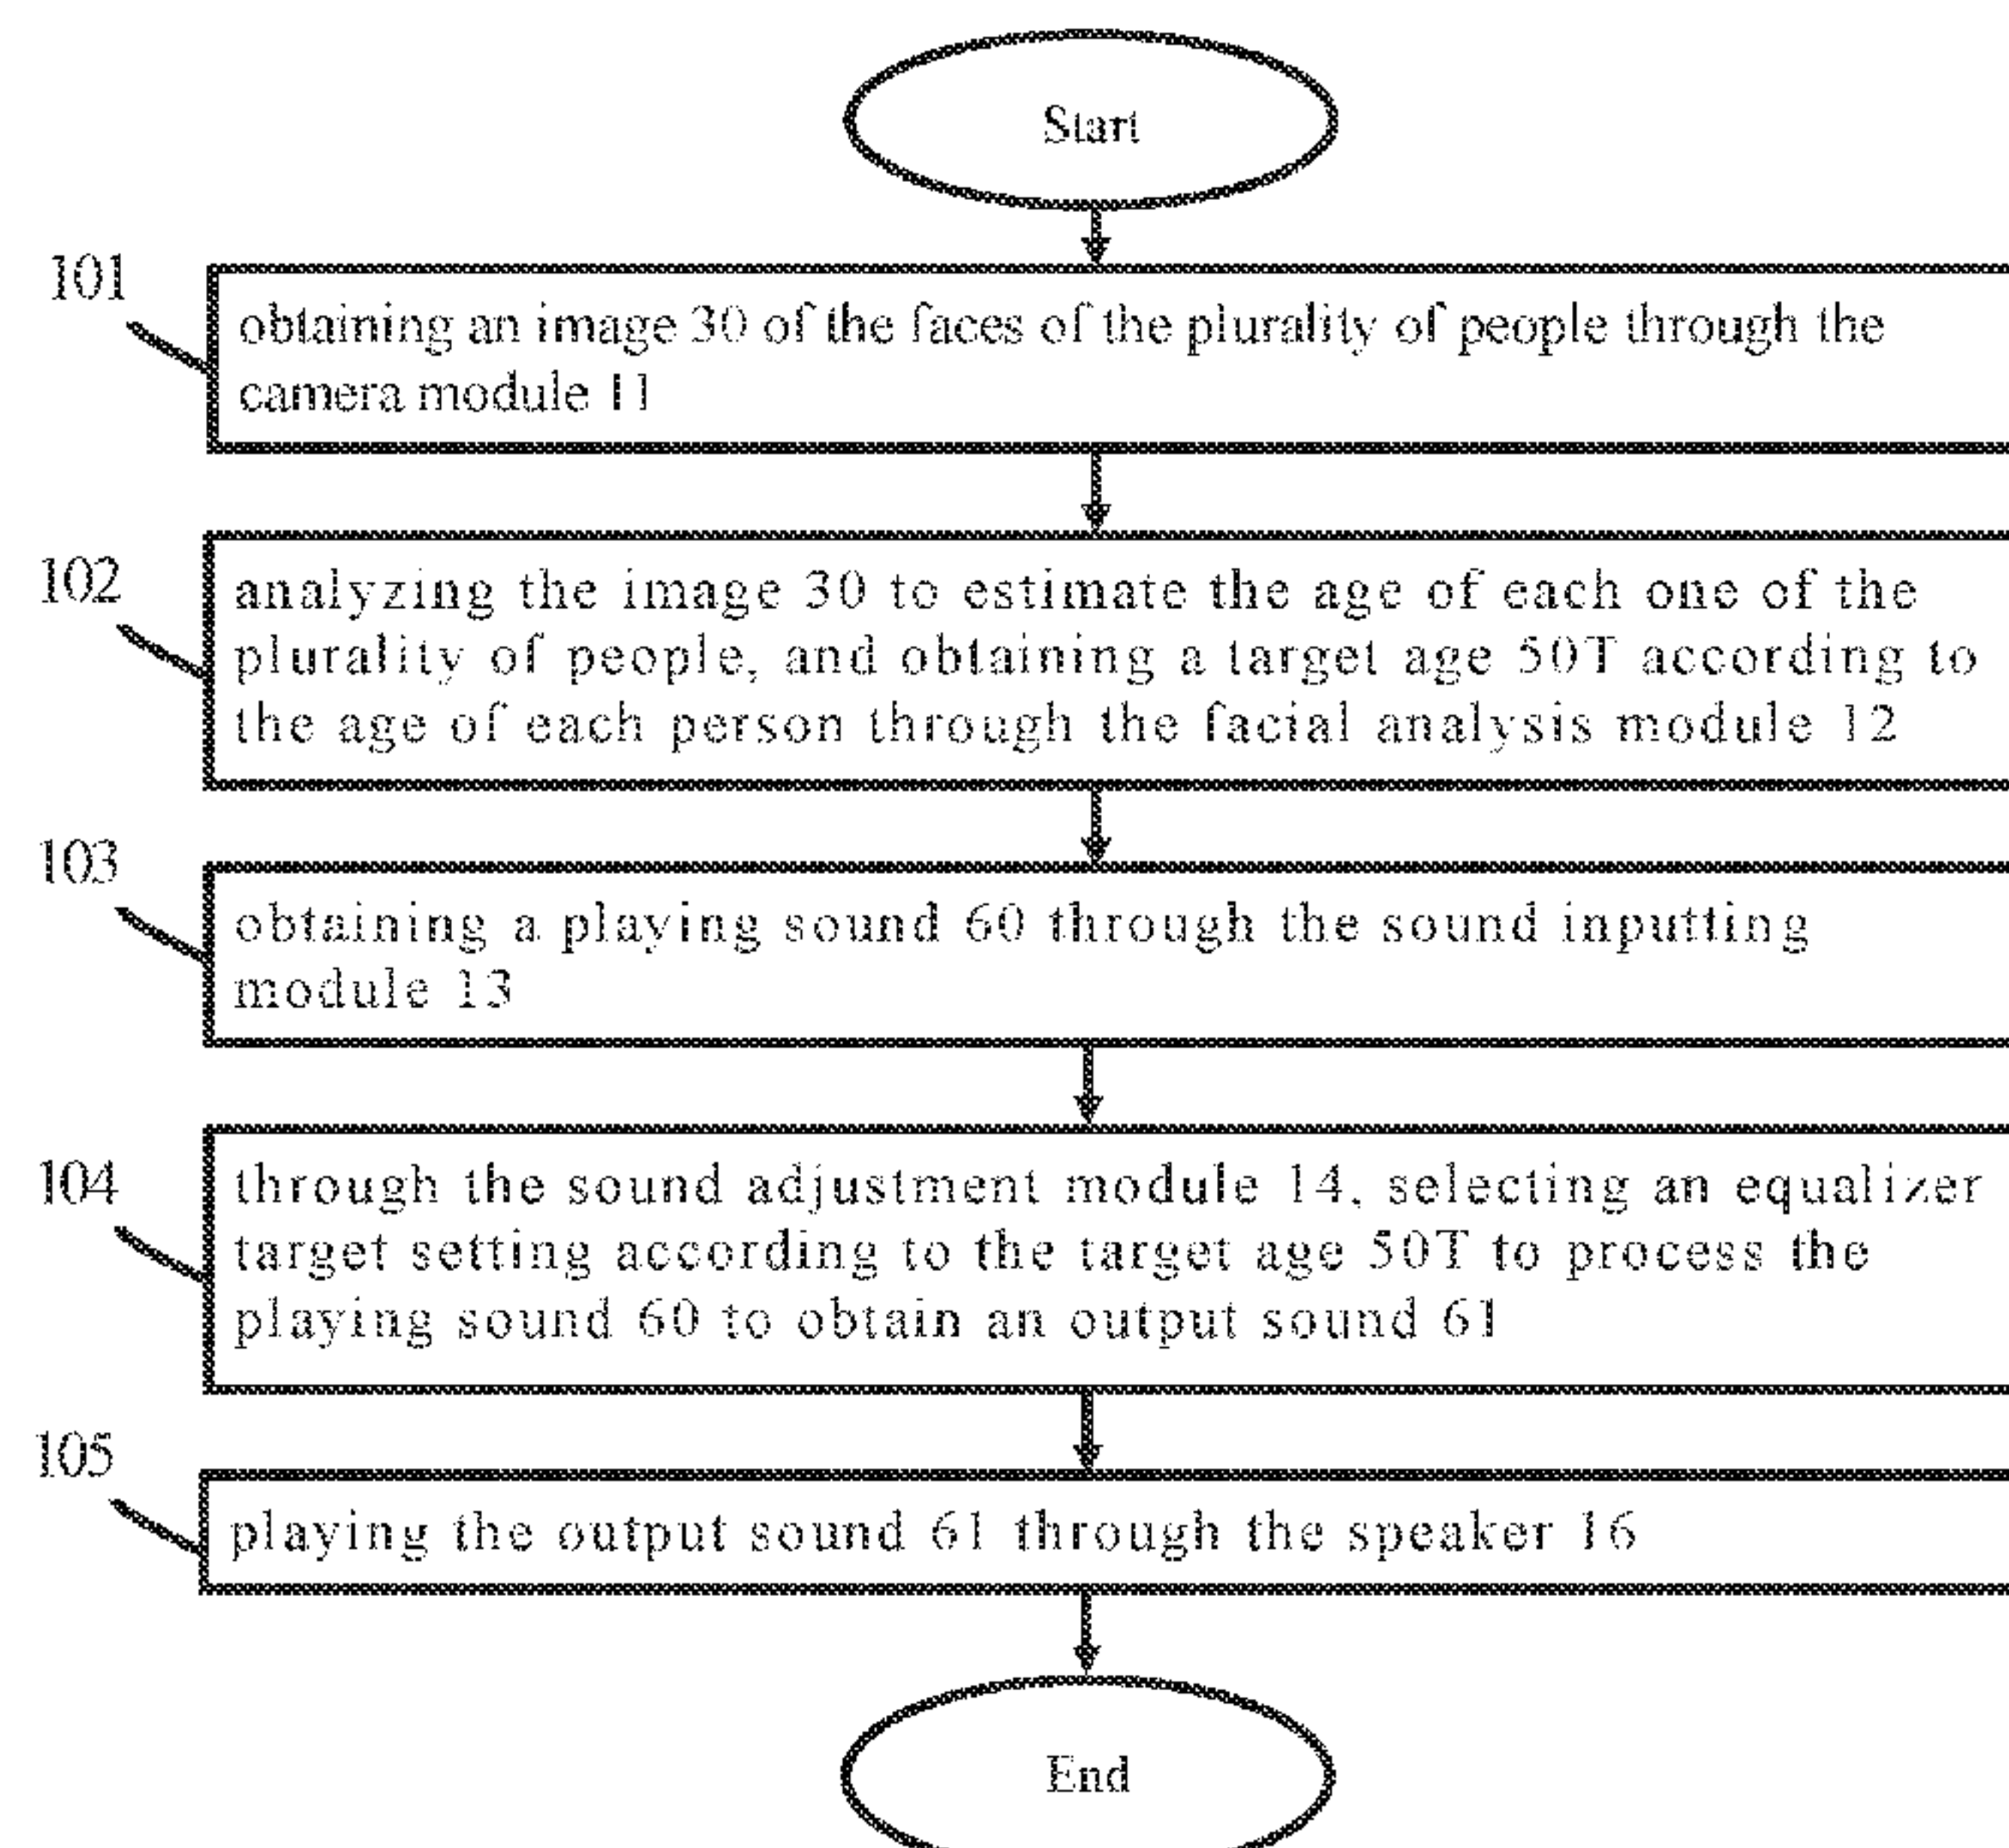 Start
101
obtaining an image 30 of the faces of the plurality of people through the
camera module 11
102
analyzing the image 30 to estimate the age of each one of the
plurality of people, and obtaining a target age 50T according to
the age of each person through the facial analysis module 12
103
obtaining a playing sound 60 through the sound inputting
module 13
104
through the sound adjustment module 14, selecting an equalizer
target setting according to the target age 50T to process the
playing sound 60 to obtain an output sound 61
105
playing the output sound 61 through the speaker 16
End